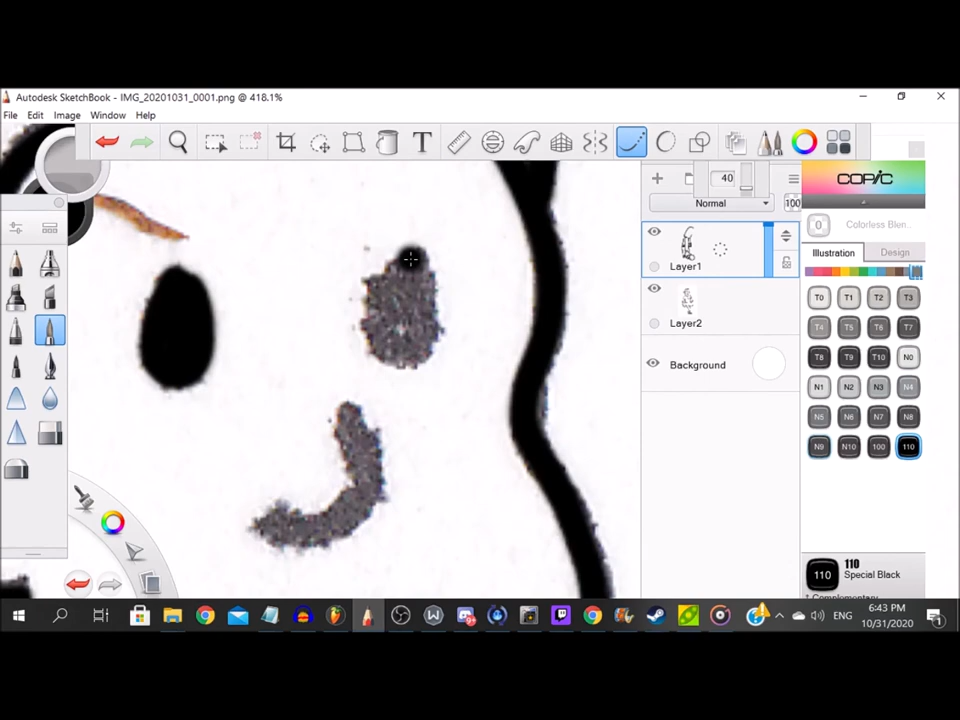 Autodesk SketchBook - IMG_20201031_0001.png @ 418.1%
File Edit Image Window Help
T
40
COPIC
Normal
100
Colorless Blen..
Illustration Design
Layer1
Layer2
Background
T0 T1 T2 T3
T4 T5 T6 T7
T8 T9 T10 N0
N1 N2 N3 N4
N5 N6 N7 N8
N9 N10 100 110
110
110
Special Black
ENG
6:43 PM
10/31/2020
1